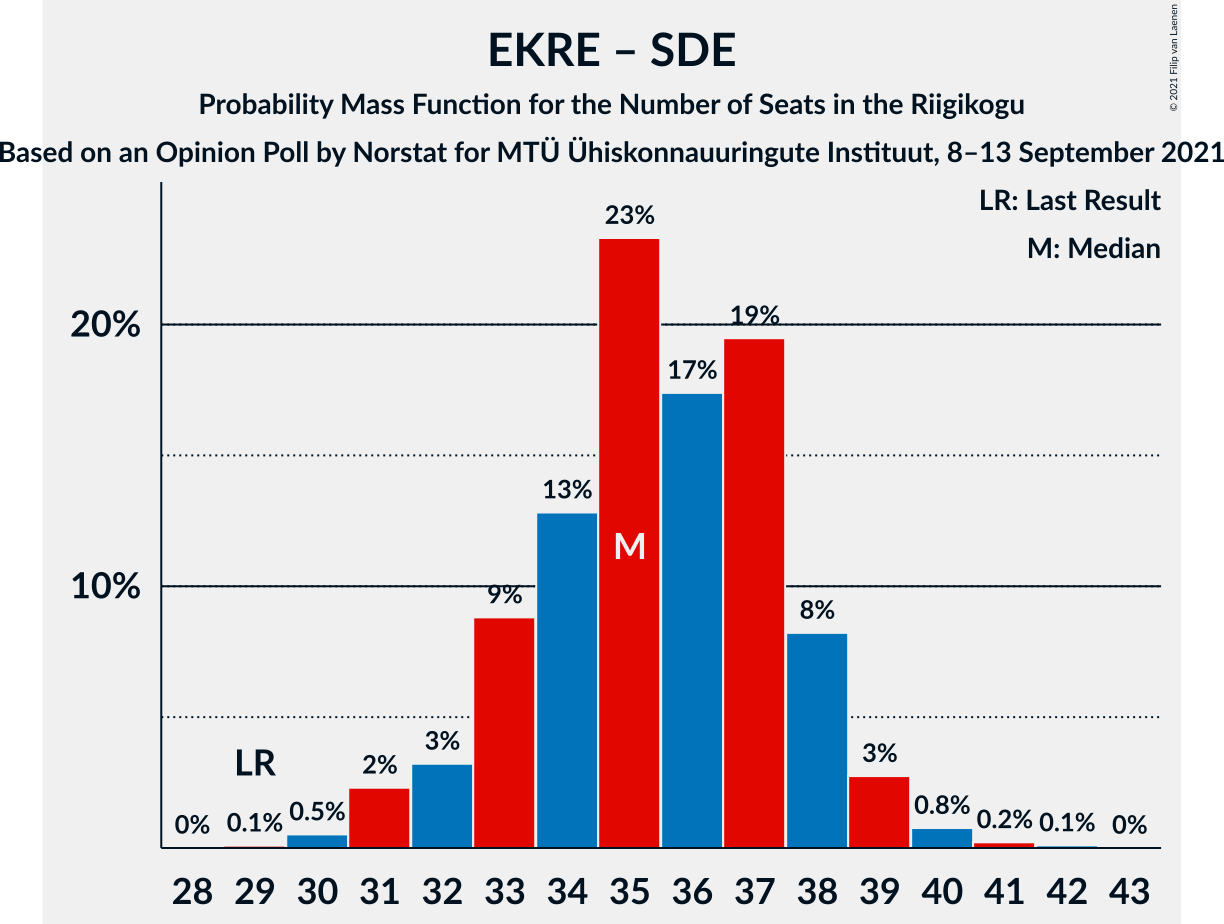 EKRE – SDE
Probability Mass Function for the Number of Seats in the Riigikogu
Based on an Opinion Poll by Norstat for MTÜ Ühiskonnauuringute Instituut, 8–13 September 2021
© 2021 Filip van Laenen
LR: Last Result
M: Median
23%
20%
19%
17%
13%
M
10%
9%
8%
LR
3%
2%
3%
0% 0.1% 0.5% 0.8% 0.2% 0.1% 0%
28 29 30 31 32 33 34 35 36 37 38 39 40 41 42 43